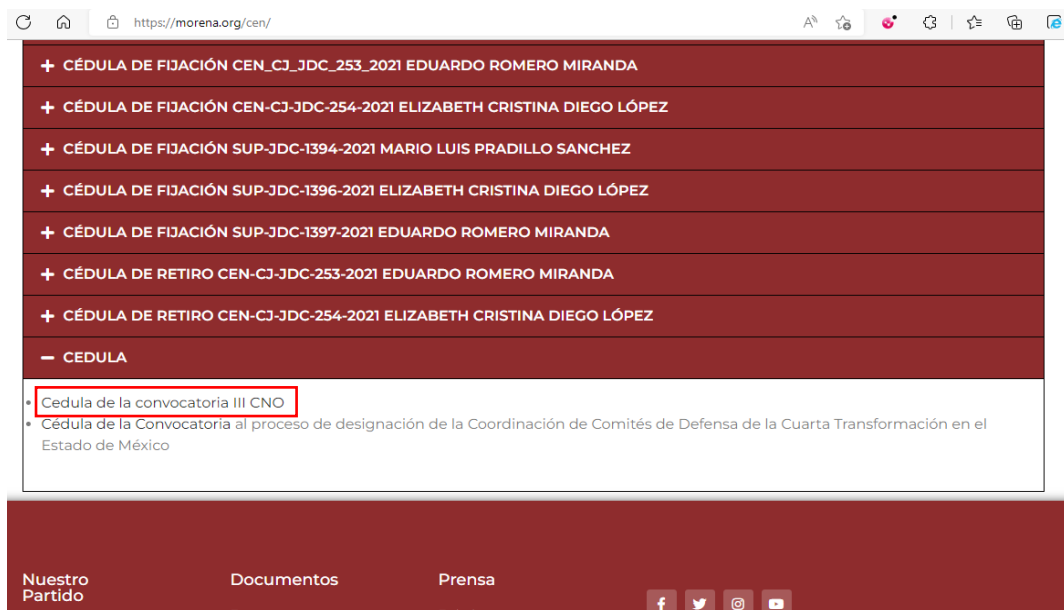 https://morena.org/cen/
CÉDULA DE FIJACIÓN CEN_CJ_JDC_253_2021 EDUARDO ROMERO MIRANDA
CÉDULA DE FIJACIÓN CEN-CJ-JDC-254-2021 ELIZABETH CRISTINA DIEGO LÓPEZ
CÉDULA DE FIJACIÓN SUP-JDC-1394-2021 MARIO LUIS PRADILLO SANCHEZ
CÉDULA DE FIJACIÓN SUP-JDC-1396-2021 ELIZABETH CRISTINA DIEGO LÓPEZ
CÉDULA DE FIJACIÓN SUP-JDC-1397-2021 EDUARDO ROMERO MIRANDA
CÉDULA DE RETIRO CEN-CJ-JDC-253-2021 EDUARDO ROMERO MIRANDA
CÉDULA DE RETIRO CEN-CJ-JDC-254-2021 ELIZABETH CRISTINA DIEGO LÓPEZ
CEDULA
Cedula de la convocatoria III CNO
Cédula de la Convocatoria al proceso de designación de la Coordinación de Comités de Defensa de la Cuarta Transformación en el
Estado de México
Nuestro
Partido
Documentos
Prensa